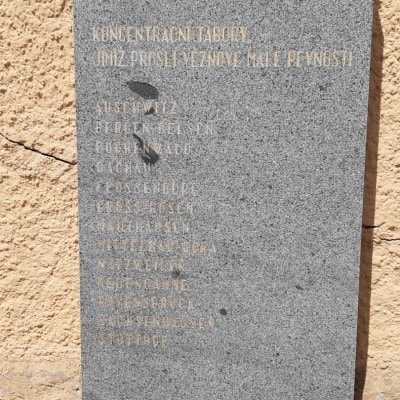 KONCENTRAČNÍ TÁBORY
JIMIŽ PROŠLI VĚZNOVÉ MALÉ PEVNOSTI
AUSCHWITZ
BERGEN BELSEN
BUCHENWALD
DACHAU
FLOSSENBÜRG
GROSS ROSEN
MAUTHAUSEN
MITTELBAU DORA
NATZWEILER
NEUENGAMME
RAVENSBRÜCK
SACHSENHAUSEN
STUTTHOF